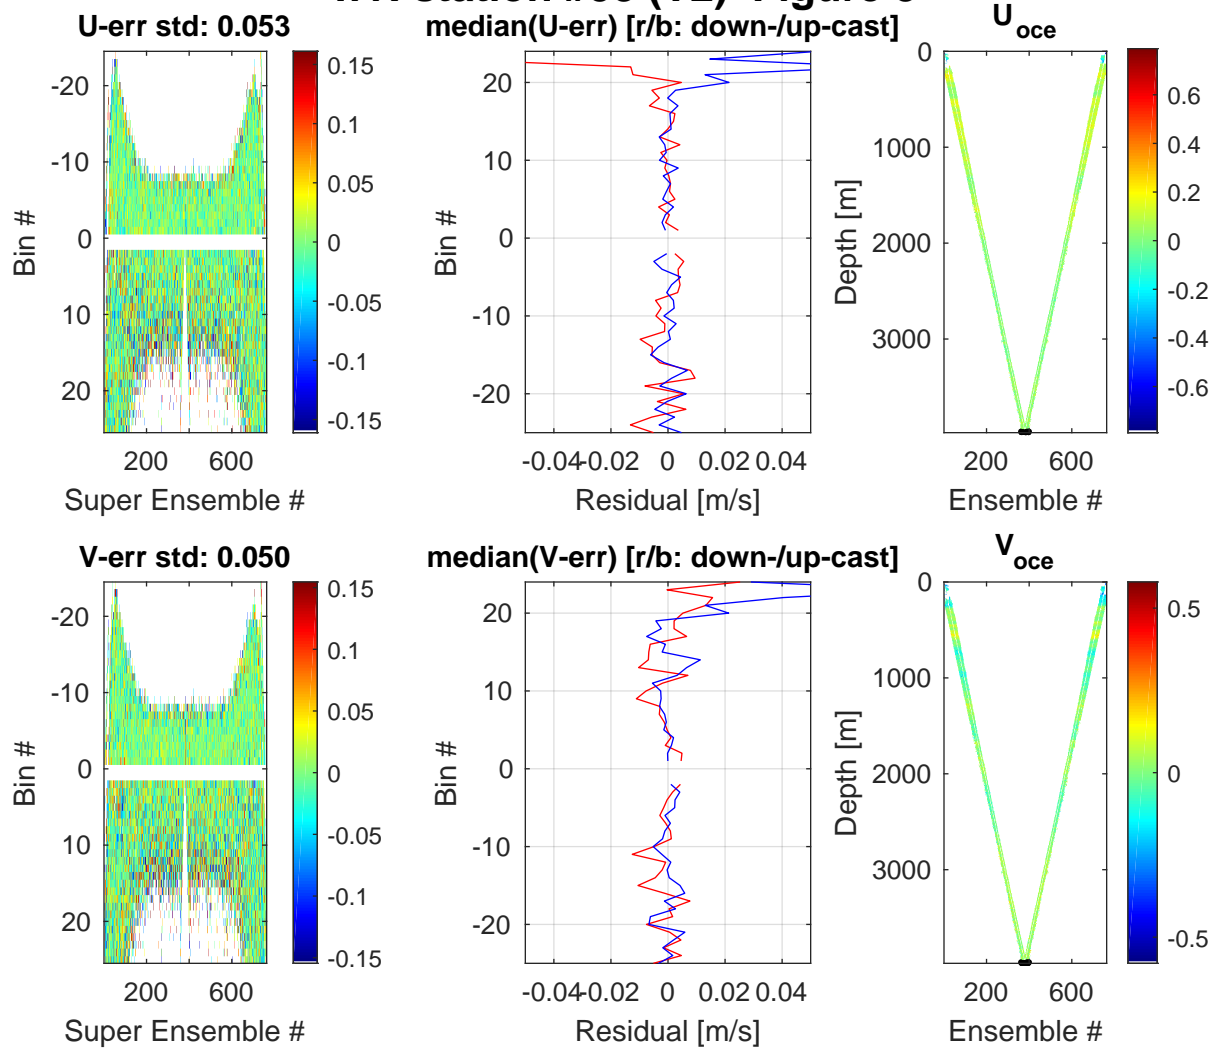 U-err std: 0.053
median(U-err) [r/b: down-/up-cast]
U oce
-20
-10
0
10
20
Bin #
200 600
Super Ensemble #
0.15
0.1
0.05
0
-0.05
-0.1
-0.15
20
10
0
-10
-20
Bin #
-0.04 -0.02 0 0.02 0.04
Residual [m/s]
0
1000
2000
3000
Depth [m]
200 600
Ensemble #
0.6
0.4
0.2
0
-0.2
-0.4
-0.6
V-err std: 0.050
median(V-err) [r/b: down-/up-cast]
V oce
-20
-10
0
10
20
Bin #
200 600
Super Ensemble #
0.15
0.1
0.05
0
-0.05
-0.1
-0.15
20
10
0
-10
-20
Bin #
-0.04 -0.02 0 0.02 0.04
Residual [m/s]
0
1000
2000
3000
Depth [m]
200 600
Ensemble #
0.5
0
-0.5